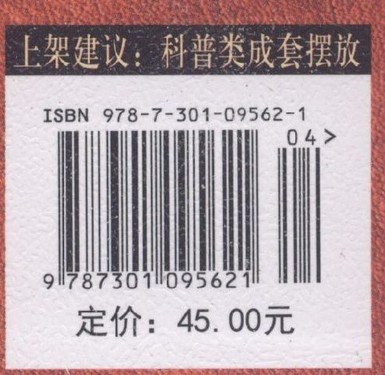 上架建议：科普类成套摆放
ISBN 978-7-301-09562-1
04>
9 787301 095621
定价：45.00元